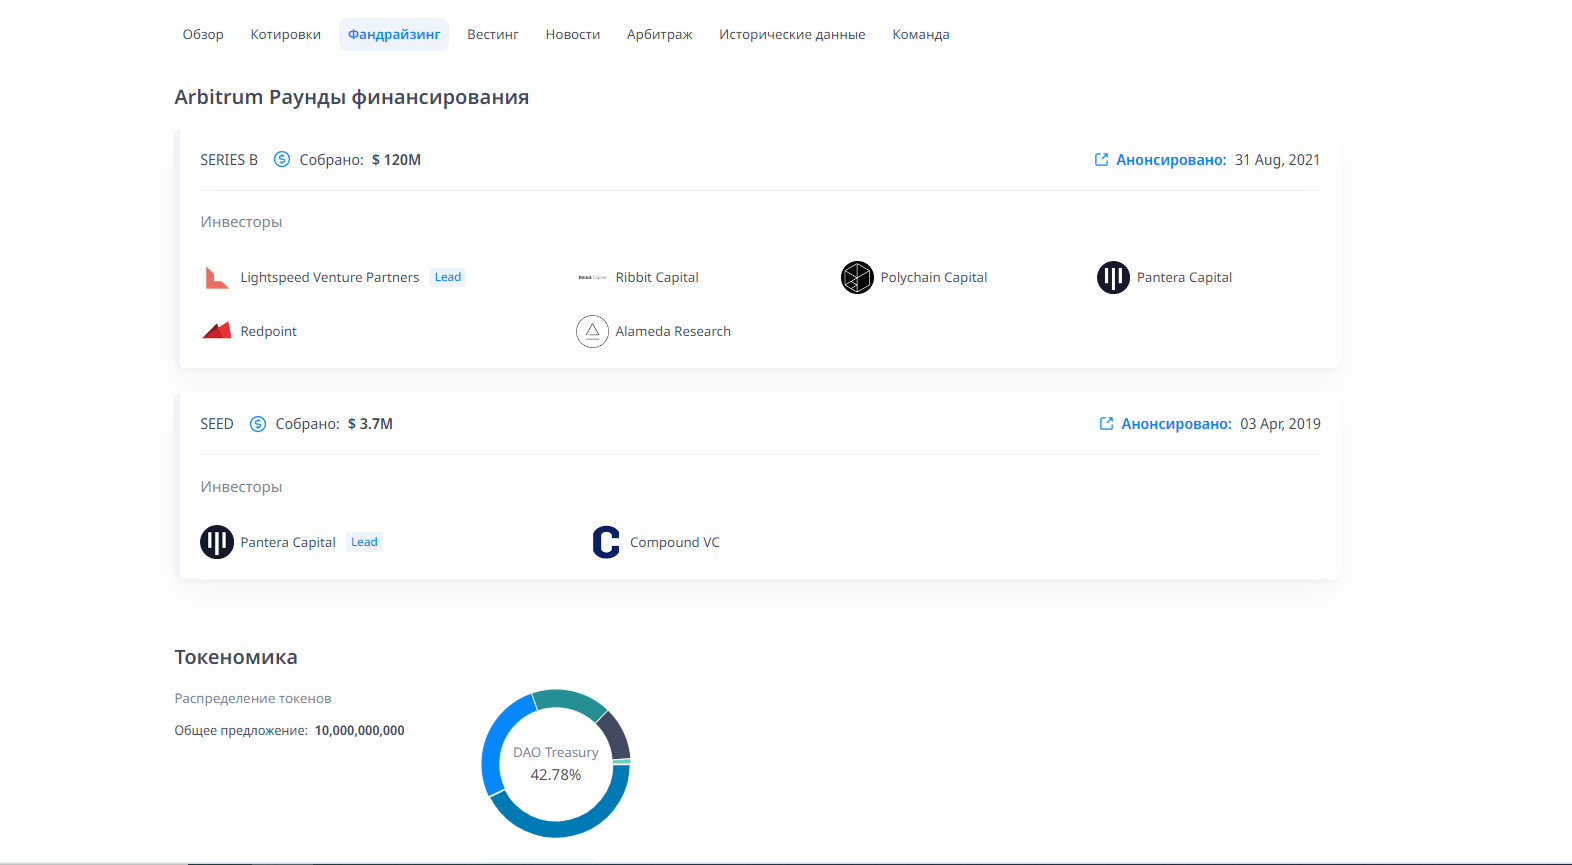 Обзор Котировки Фандрайзинг Вестинг Новости Арбитраж Исторические данные Команда
Arbitrum Раунды финансирования
SERIES B Собрано: $ 120M Анонсировано: 31 Aug, 2021
Инвесторы
Lightspeed Venture Partners Lead Ribbit Capital Ribbit Capital Polychain Capital Pantera Capital
Redpoint Alameda Research
SEED Собрано: $ 3.7M Анонсировано: 03 Apr, 2019
Инвесторы
Pantera Capital Lead Compound VC
Токеномика
Распределение токенов
Общее предложение: 10,000,000,000
DAO Treasury
42.78%